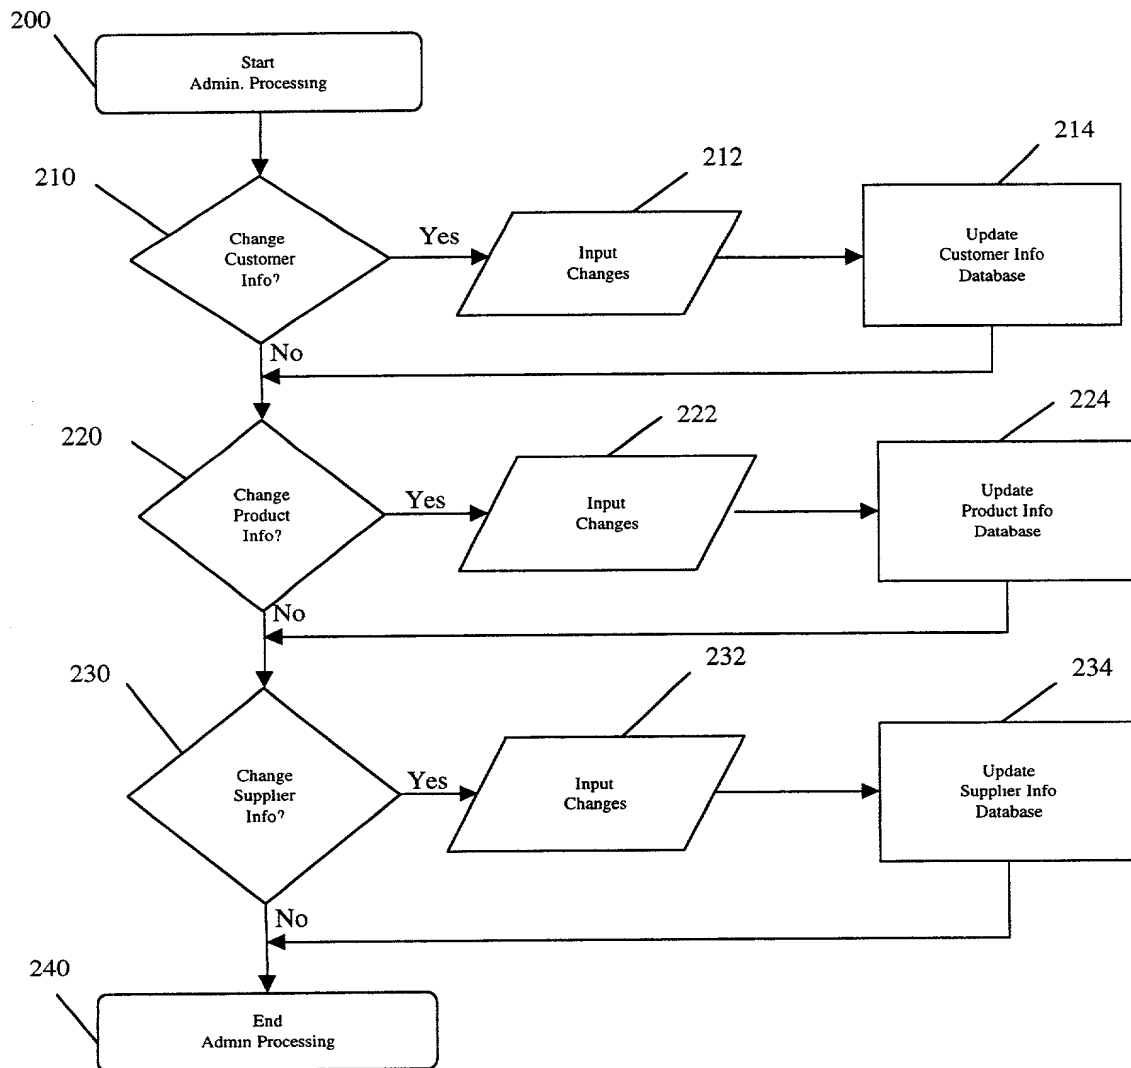 200
Start
Admin. Processing
210
Change
Customer
Info?
Yes
212
Input
Changes
214
Update
Customer Info
Database
No
220
Change
Product
Info?
Yes
222
Input
Changes
224
Update
Product Info
Database
No
230
Change
Supplier
Info?
Yes
232
Input
Changes
234
Update
Supplier Info
Database
No
240
End
Admin Processing